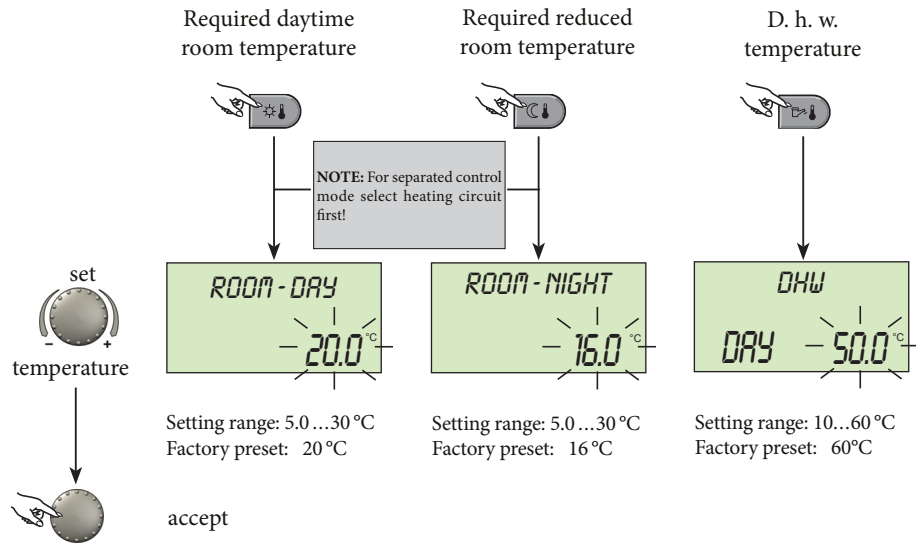 Required daytime
room temperature
Required reduced
room temperature
D. h. w.
temperature
NOTE: For separated control
mode select heating circuit
first!
set
- +
temperature
ROOM-DAY
20.0 °C
ROOM-NIGHT
16.0 °C
DHW
DAY 50.0 °C
Setting range: 5.0 …30 °C
Factory preset: 20 °C
Setting range: 5.0 …30 °C
Factory preset: 16 °C
Setting range: 10…60 °C
Factory preset: 60°C
accept